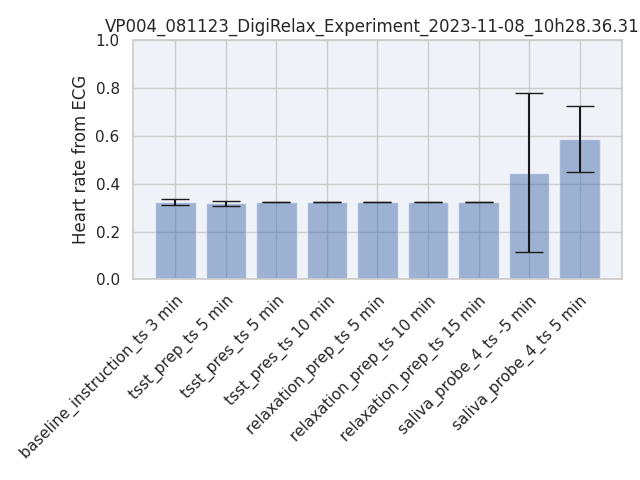 VP004_081123_DigiRelax_Experiment_2023-11-08_10h28.36.31
Heart rate from ECG
1.0
0.8
0.6
0.4
0.2
0.0
baseline_instruction_ts 3 min
tsst_prep_ts 5 min
tsst_pres_ts 5 min
tsst_pres_ts 10 min
relaxation_prep_ts 5 min
relaxation_prep_ts 10 min
relaxation_prep_ts 15 min
saliva_probe_4_ts -5 min
saliva_probe_4_ts 5 min